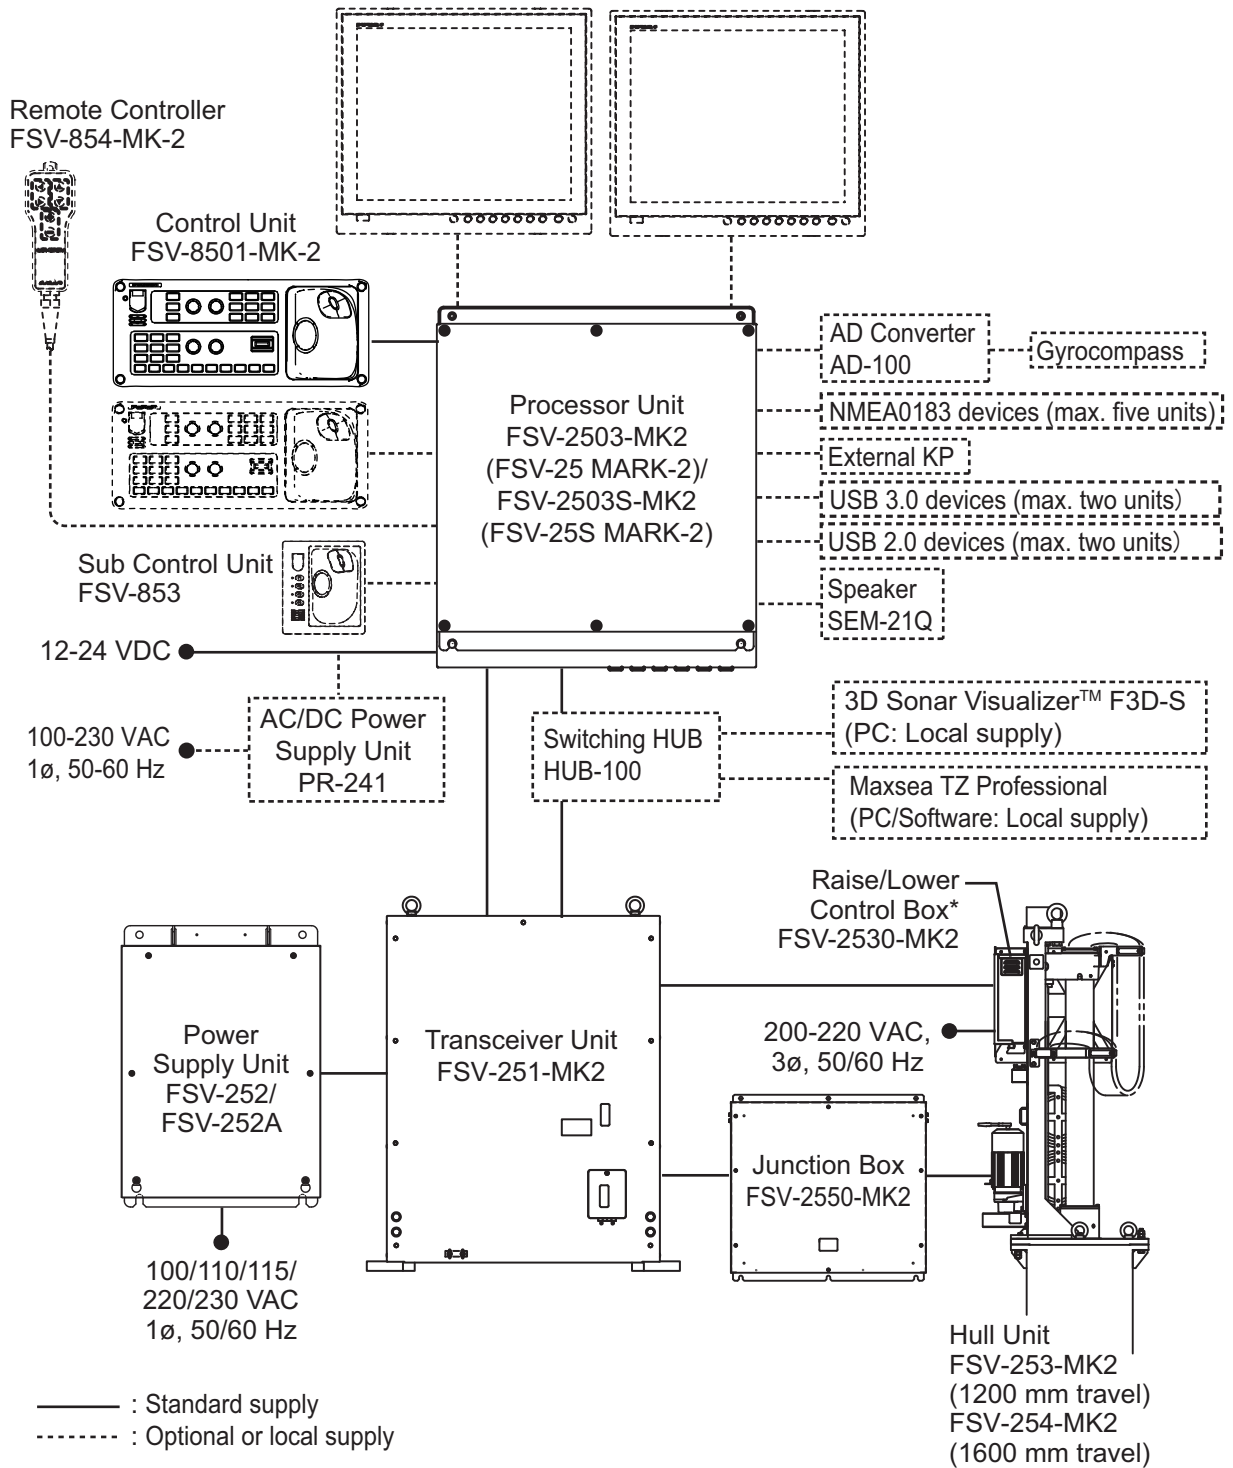 Remote Controller
FSV-854-MK-2
Control Unit
FSV-8501-MK-2
Processor Unit
FSV-2503-MK2
(FSV-25 MARK-2)/
FSV-2503S-MK2
(FSV-25S MARK-2)
AD Converter
AD-100
Gyrocompass
NMEA0183 devices (max. five units)
External KP
USB 3.0 devices (max. two units)
USB 2.0 devices (max. two units)
Speaker
SEM-21Q
Sub Control Unit
FSV-853
12-24 VDC
100-230 VAC
1ø, 50-60 Hz
AC/DC Power
Supply Unit
PR-241
Switching HUB
HUB-100
3D Sonar Visualizer™ F3D-S
(PC: Local supply)
Maxsea TZ Professional
(PC/Software: Local supply)
Raise/Lower
Control Box*
FSV-2530-MK2
Power
Supply Unit
FSV-252/
FSV-252A
Transceiver Unit
FSV-251-MK2
200-220 VAC,
3ø, 50/60 Hz
Junction Box
FSV-2550-MK2
100/110/115/
220/230 VAC
1ø, 50/60 Hz
Hull Unit
FSV-253-MK2
(1200 mm travel)
FSV-254-MK2
(1600 mm travel)
: Standard supply
: Optional or local supply